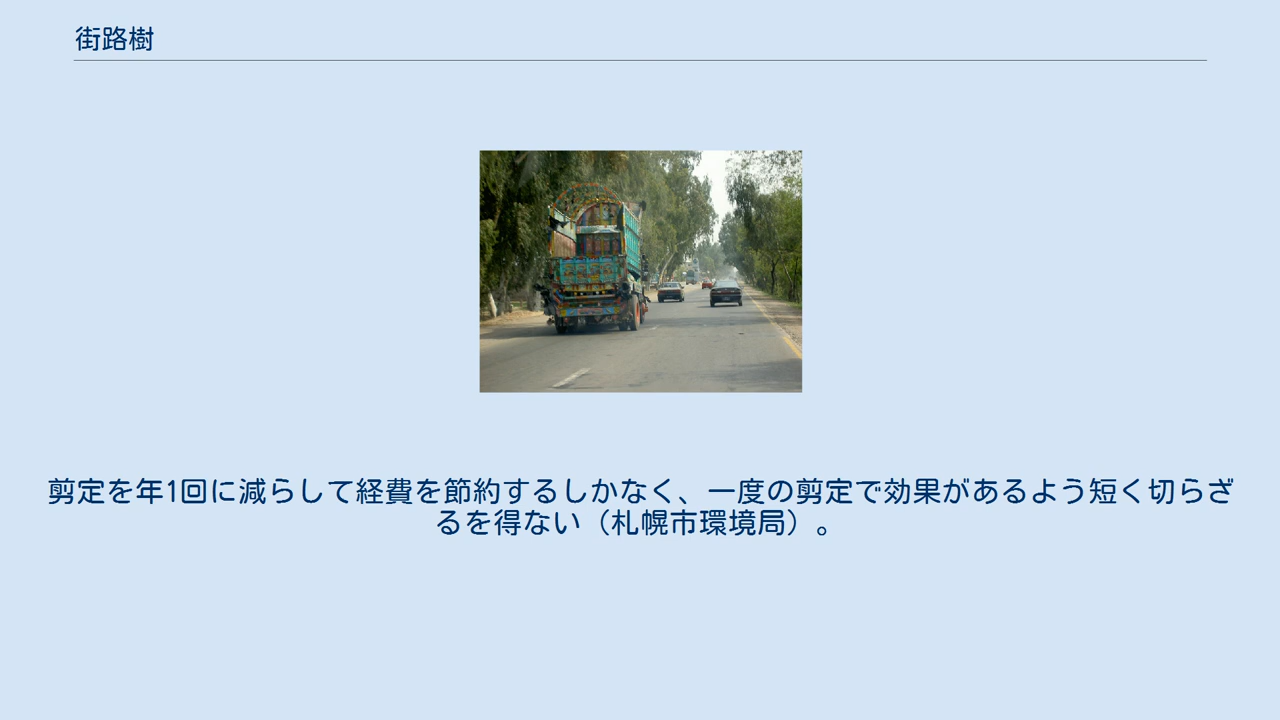 街路樹
剪定を年1回に減らして経費を節約するしかなく、一度の剪定で効果があるよう短く切らざ
るを得ない（札幌市環境局）。